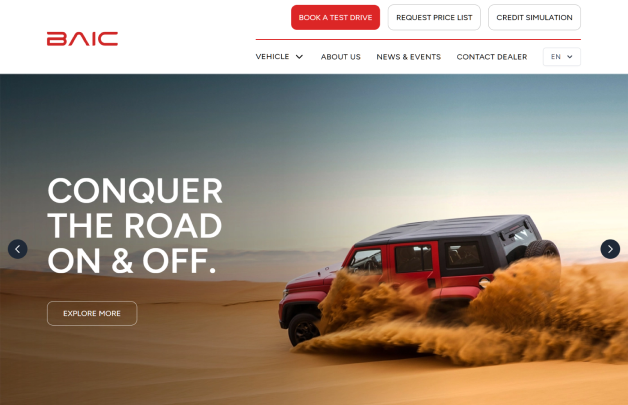 BOOK A TEST DRIVE
REQUEST PRICE LIST
CREDIT SIMULATION
BAIC
VEHICLE
ABOUT US
NEWS & EVENTS
CONTACT DEALER
EN
CONQUER
THE ROAD
ON & OFF.
EXPLORE MORE